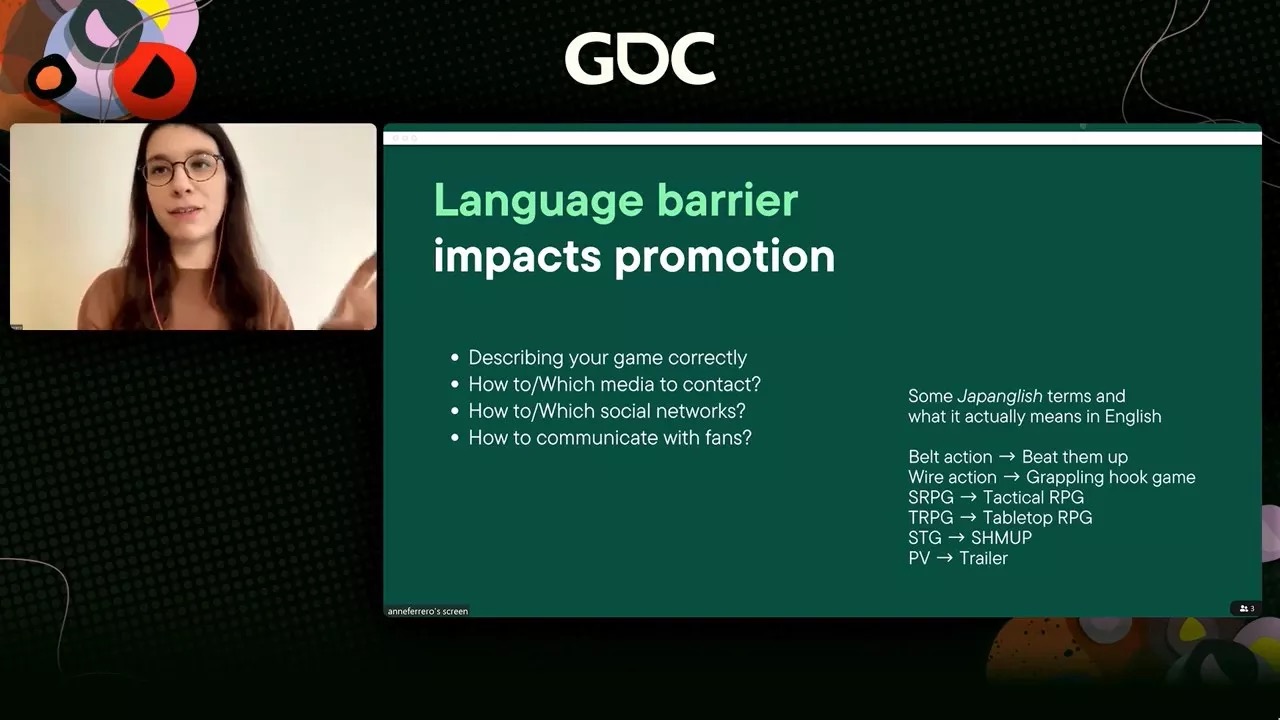 GDC
Language barrier
impacts promotion
• Describing your game correctly
• How to/Which media to contact?
• How to/Which social networks?
• How to communicate with fans?
Some Japanglish terms and
what it actually means in English
Belt action → Beat them up
Wire action → Grappling hook game
SRPG → Tactical RPG
TRPG → Tabletop RPG
STG → SHMUP
PV → Trailer
anneferrero's screen
3